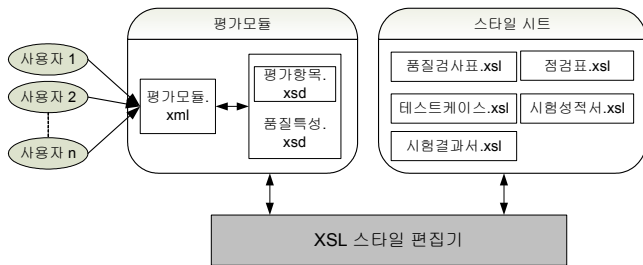 평가모듈
스타일 시트
사용자 1
사용자 2
사용자 n
평가모듈.
xml
평가항목.
xsd
품질특성.
xsd
품질검사표.xsl
점검표.xsl
테스트케이스.xsl
시험성적서.xsl
시험결과서.xsl
XSL 스타일 편집기